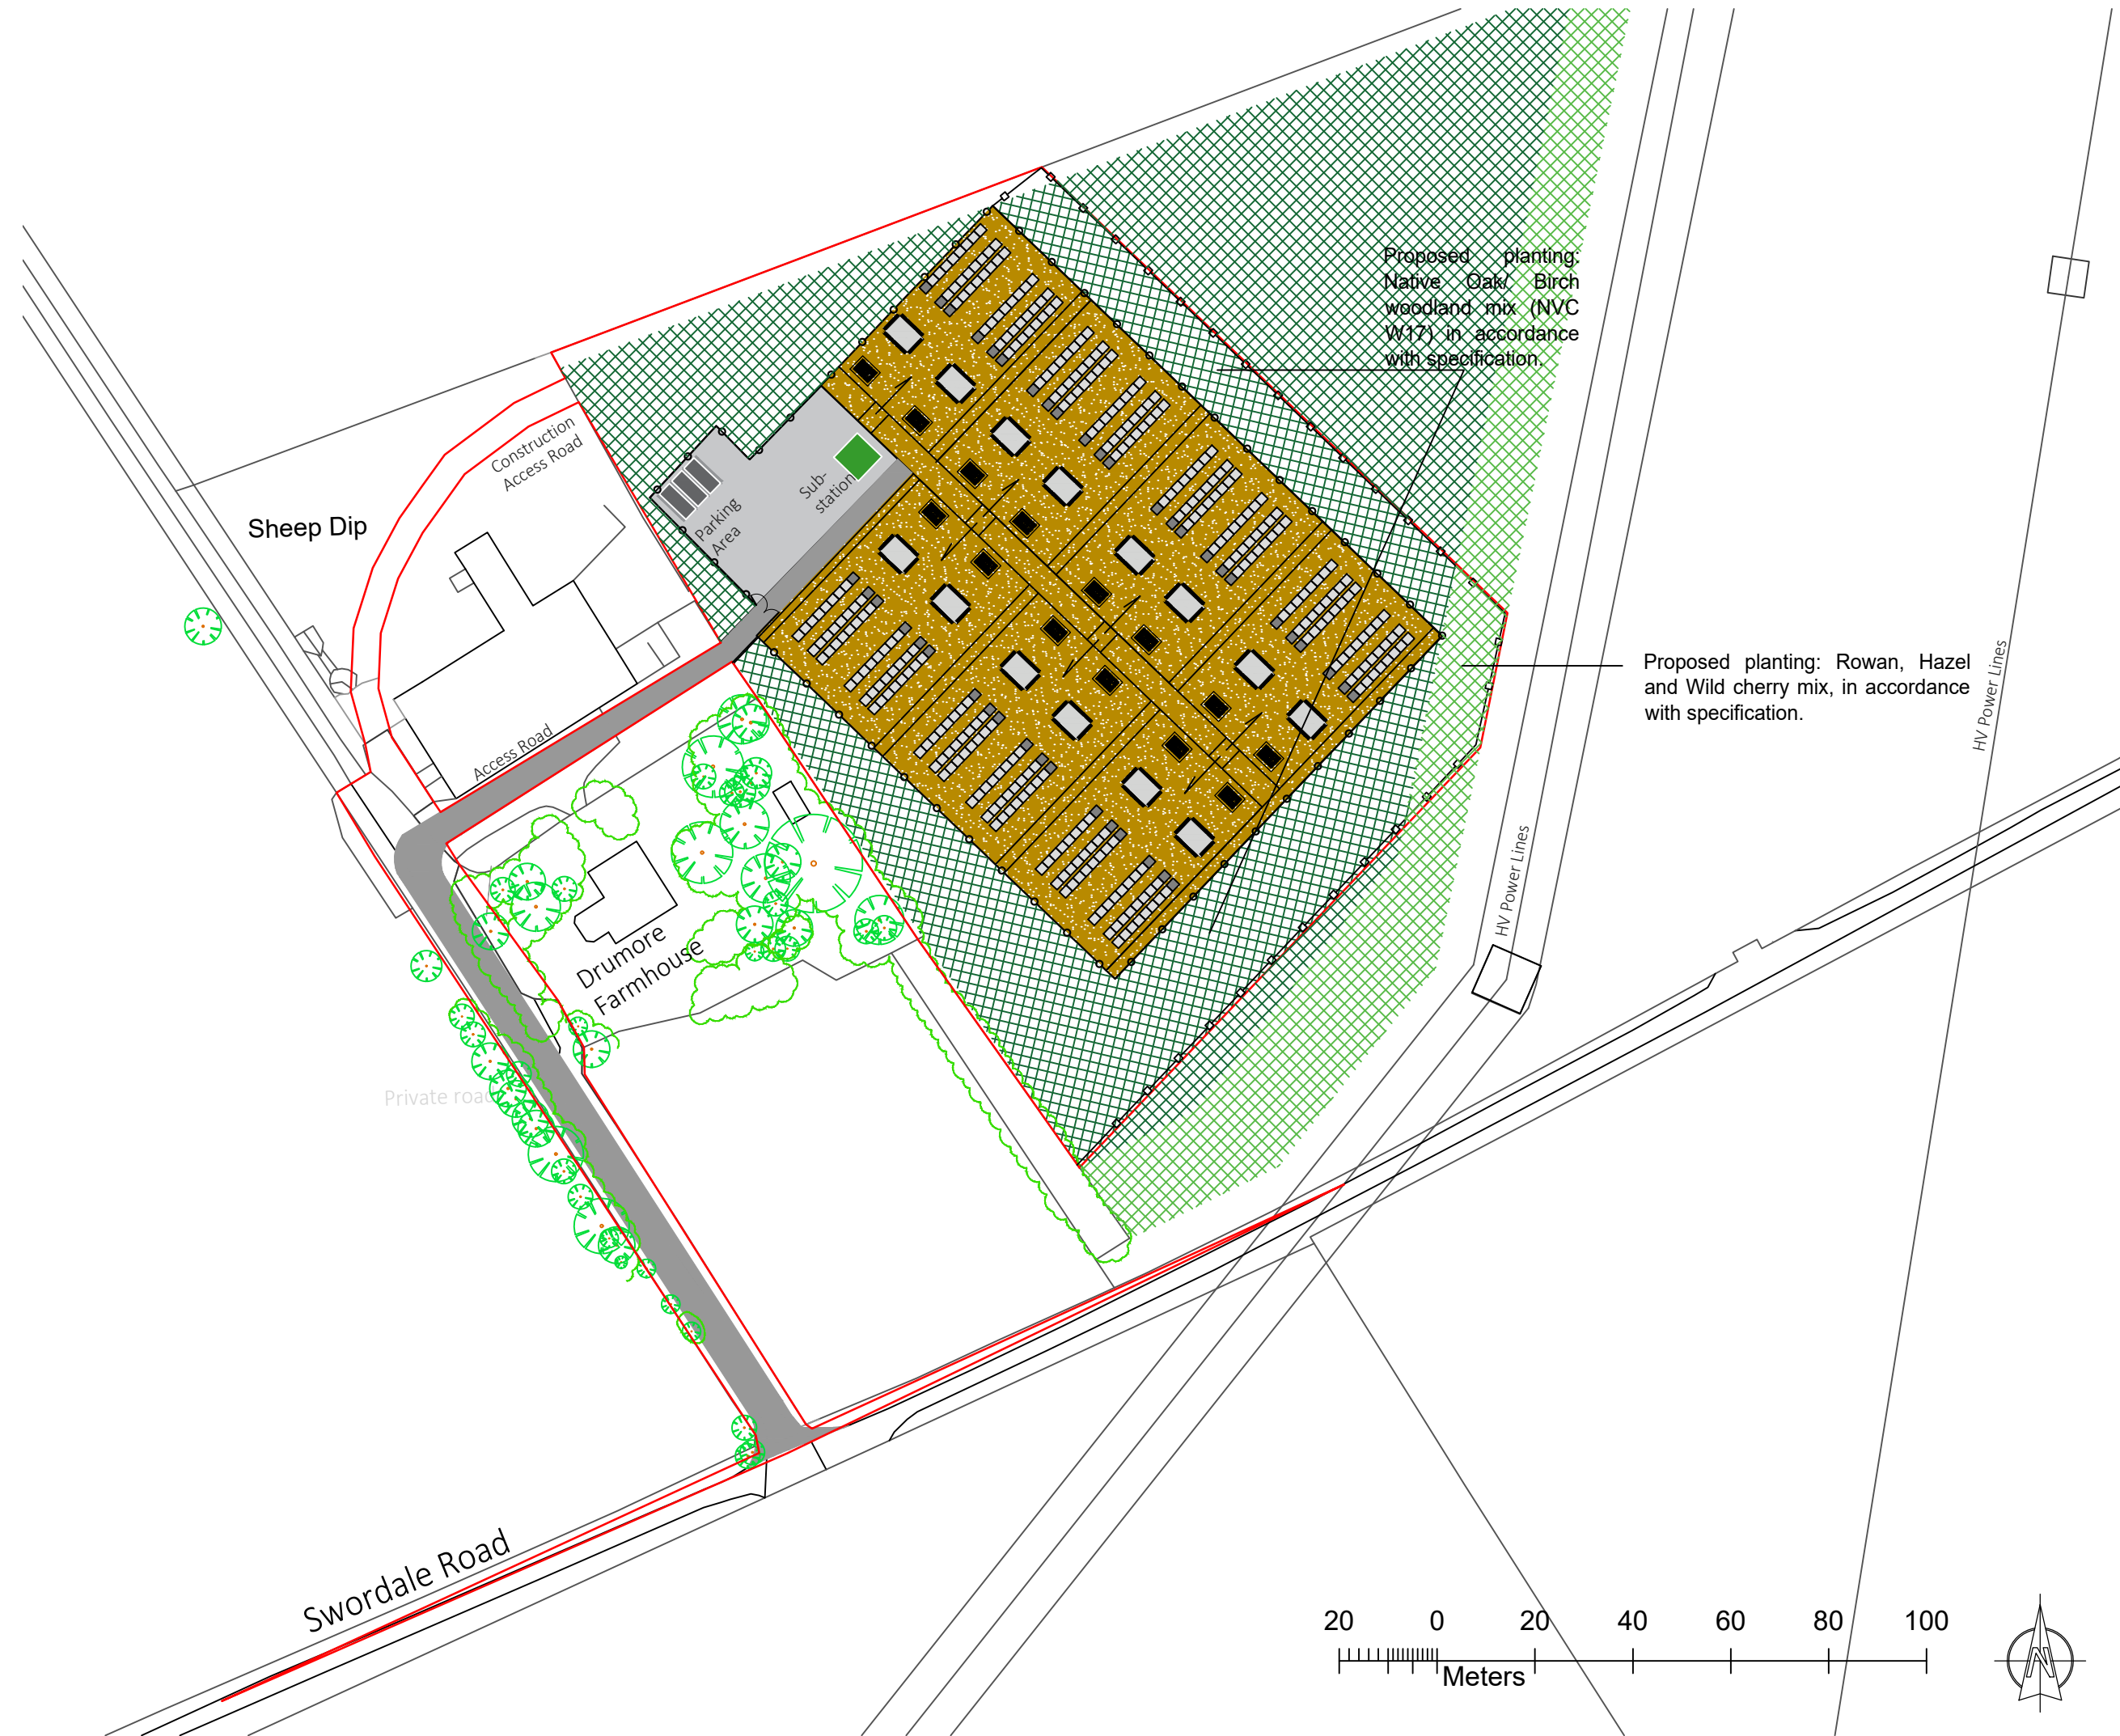 Proposed planting:
Native Oak/ Birch
woodland mix (NVC
W17) in accordance
with specification.
Construction
Access Road
Sheep Dip
Sub-
station
Parking
Area
Proposed planting: Rowan, Hazel
and Wild cherry mix, in accordance
with specification.
HV Power Lines
Access Road
HV Power Lines
Drumore
Farmhouse
Private road
Swordale Road
20 0 20 40 60 80 100
Meters
N